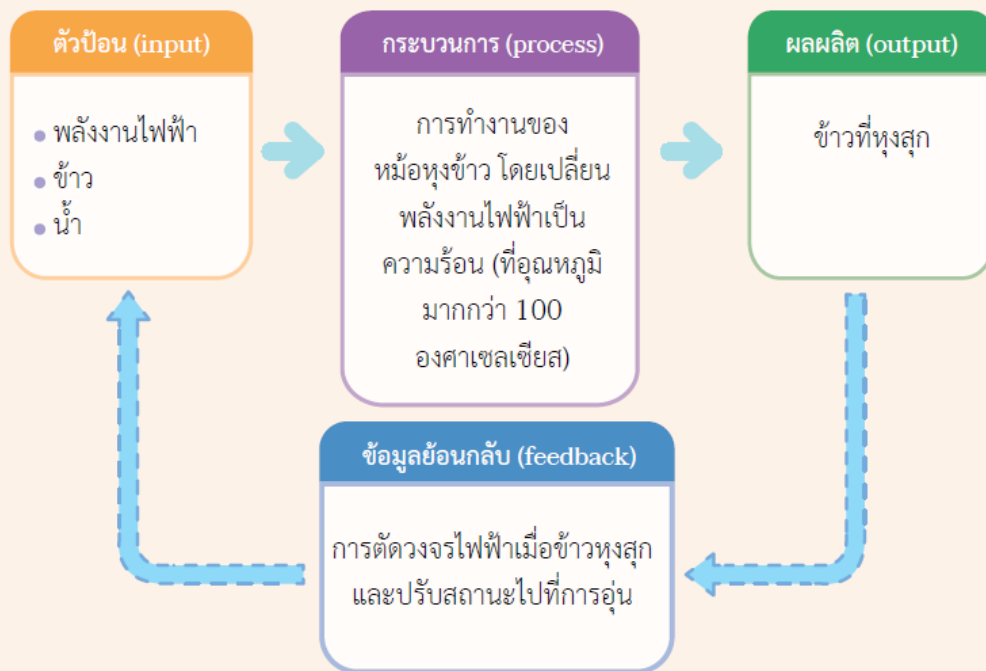 ตัวป้อน (input)
พลังงานไฟฟ้า
ข้าว
น้ำ
กระบวนการ (process)
การทำงานของ
หม้อหุงข้าว โดยเปลี่ยน
พลังงานไฟฟ้าเป็น
ความร้อน (ที่อุณหภูมิ
มากกว่า 100
องศาเซลเซียส)
ผลผลิต (output)
ข้าวที่หุงสุก
ข้อมูลย้อนกลับ (feedback)
การตัดวงจรไฟฟ้าเมื่อข้าวหุงสุก
และปรับสถานะไปที่การอุ่น